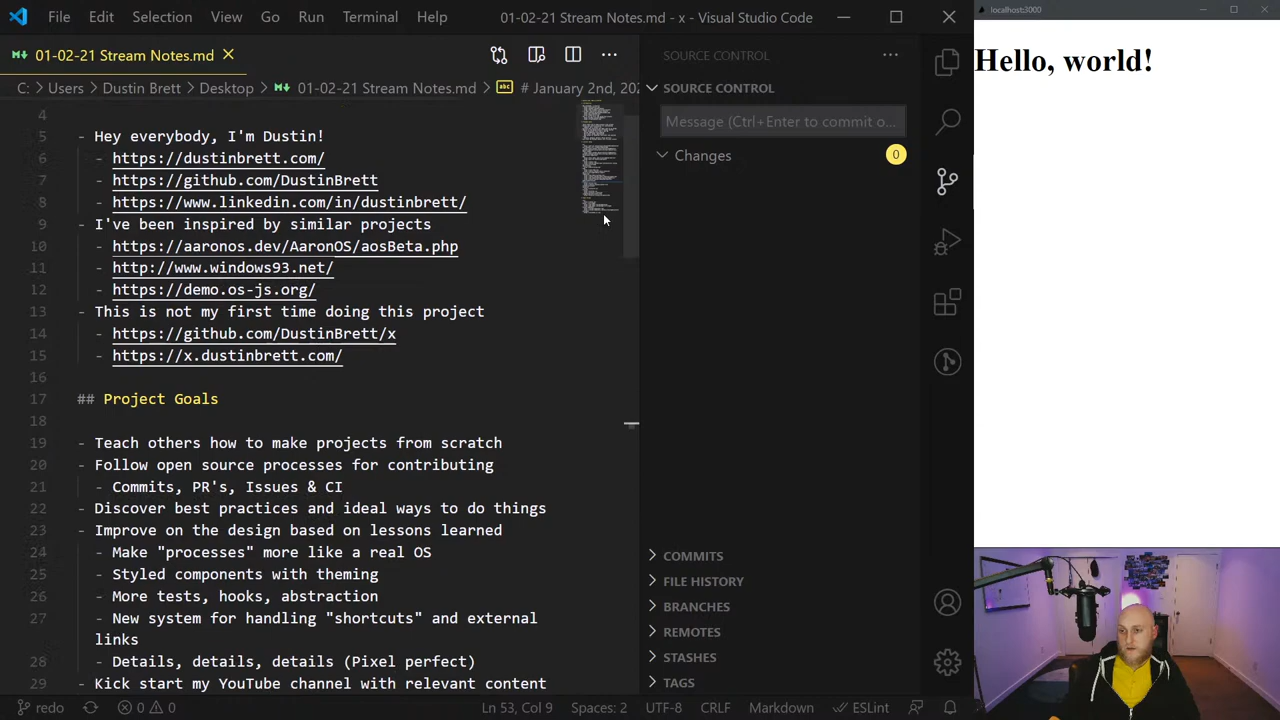 File Edit Selection View Go Run Terminal Help 01-02-21 Stream Notes.md - x - Visual Studio Code
localhost:3000
01-02-21 Stream Notes.md
C: Users Dustin Brett Desktop 01-02-21 Stream Notes.md # January 2nd, 202
4
5 - Hey everybody, I'm Dustin!
6 - https://dustinbrett.com/
7 - https://github.com/DustinBrett
8 - https://www.linkedin.com/in/dustinbrett/
9 - I've been inspired by similar projects
10 - https://aaronos.dev/AaronOS/aosBeta.php
11 - http://www.windows93.net/
12 - https://demo.os-js.org/
13 - This is not my first time doing this project
14 - https://github.com/DustinBrett/x
15 - https://x.dustinbrett.com/
16
17 ## Project Goals
18
19 - Teach others how to make projects from scratch
20 - Follow open source processes for contributing
21 - Commits, PR's, Issues & CI
22 - Discover best practices and ideal ways to do things
23 - Improve on the design based on lessons learned
24 - Make "processes" more like a real OS
25 - Styled components with theming
26 - More tests, hooks, abstraction
27 - New system for handling "shortcuts" and external
links
28 - Details, details, details (Pixel perfect)
29 - Kick start my YouTube channel with relevant content
SOURCE CONTROL
SOURCE CONTROL
Message (Ctrl+Enter to commit o...
Changes 0
COMMITS
FILE HISTORY
BRANCHES
REMOTES
STASHES
TAGS
Hello, world!
redo 0 0 Ln 53, Col 9 Spaces: 2 UTF-8 CRLF Markdown ESLint